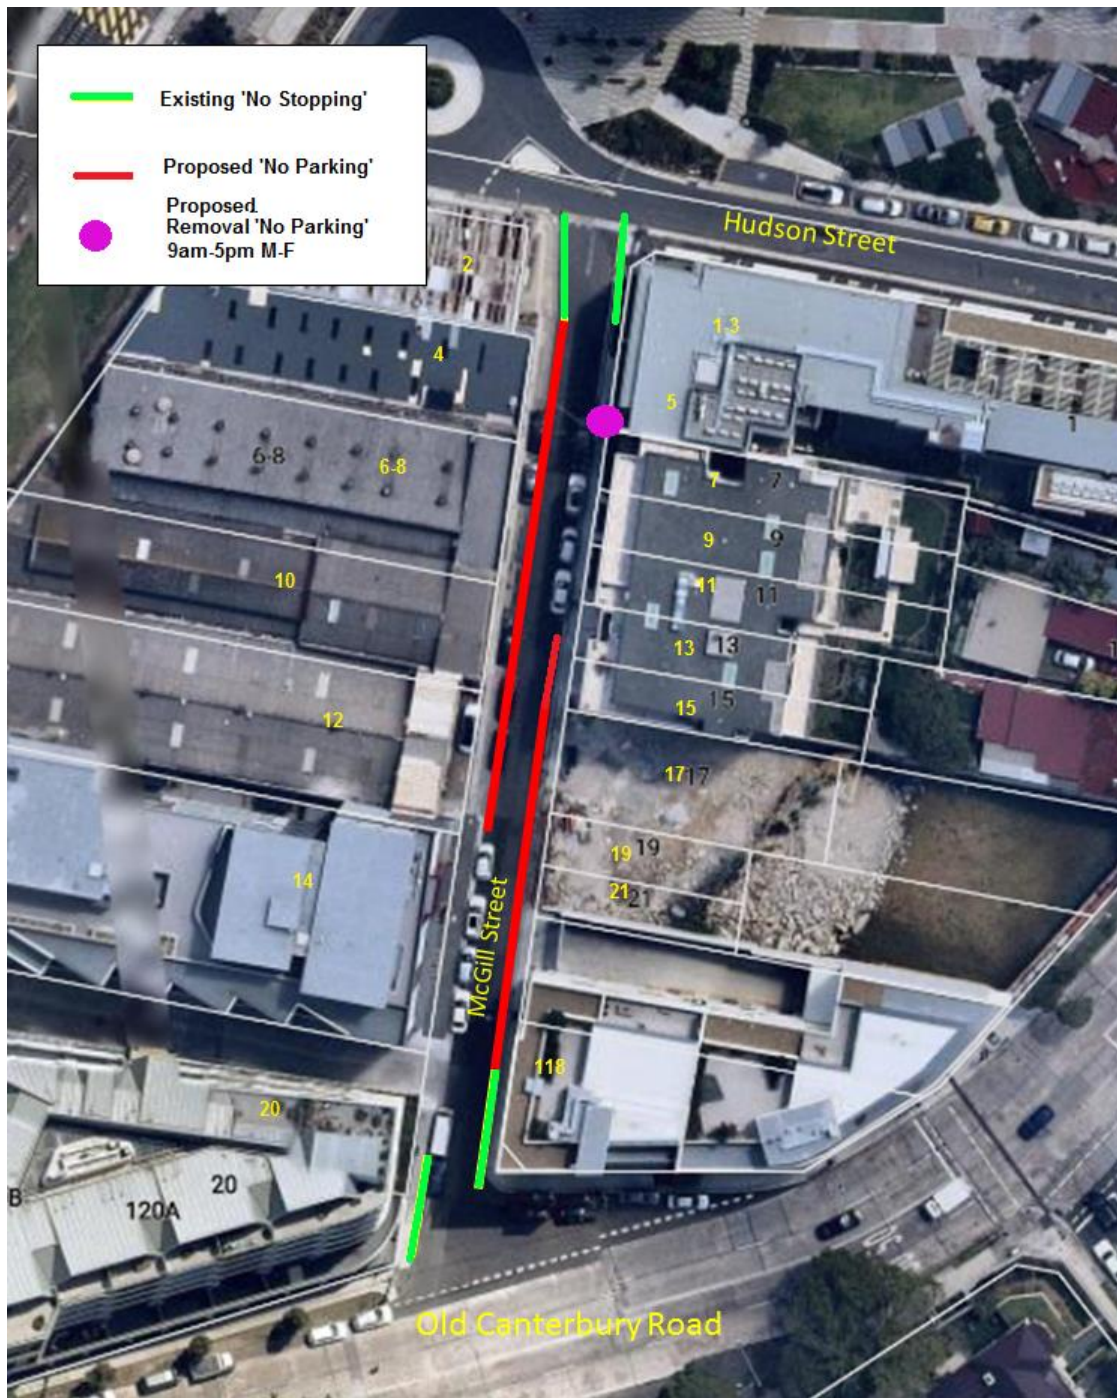 Existing 'No Stopping'
Proposed 'No Parking'
Proposed
Removal 'No Parking'
9am-5pm M-F
Hudson Street
2
1-3
4
5
1
6-8
6-8
7
7
9
9
10
11
11
13
13
15
15
12
17
17
19
19
14
21
21
McGill Street
118
20
20
B
120A
Old Canterbury Road